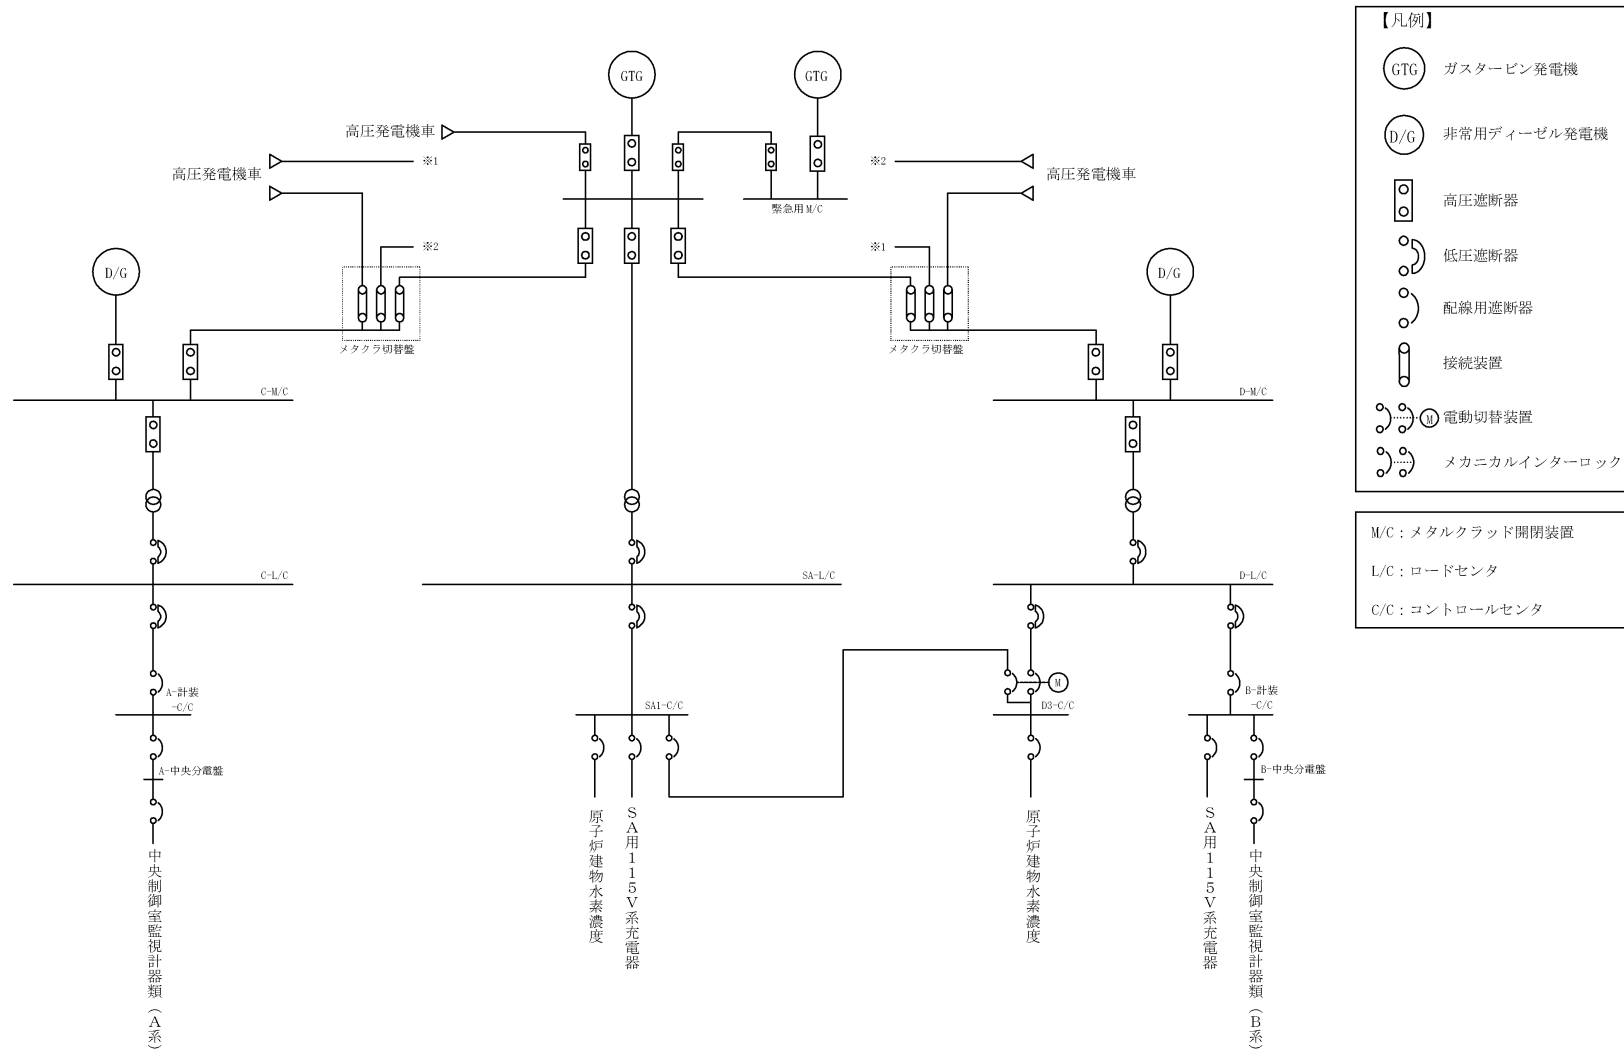 GTG
GTG
高圧発電機車
高圧発電機車
※1
※2
高圧発電機車
緊急用M/C
※2
※1
D/G
D/G
メタクラ切替盤
メタクラ切替盤
C-M/C
D-M/C
C-L/C
SA-L/C
D-L/C
A-計装
-C/C
SA1-C/C
M
D3-C/C
B-計装
-C/C
A-中央分電盤
B-中央分電盤
中央制御室監視計器類（A系）
原子炉建物水素濃度
SA用115V系充電器
原子炉建物水素濃度
SA用115V系充電器
中央制御室監視計器類（B系）
【凡例】
GTG ガスタービン発電機
D/G 非常用ディーゼル発電機
高圧遮断器
低圧遮断器
配線用遮断器
接続装置
M 電動切替装置
メカニカルインターロック
M/C：メタルクラッド開閉装置
L/C：ロードセンタ
C/C：コントロールセンタ